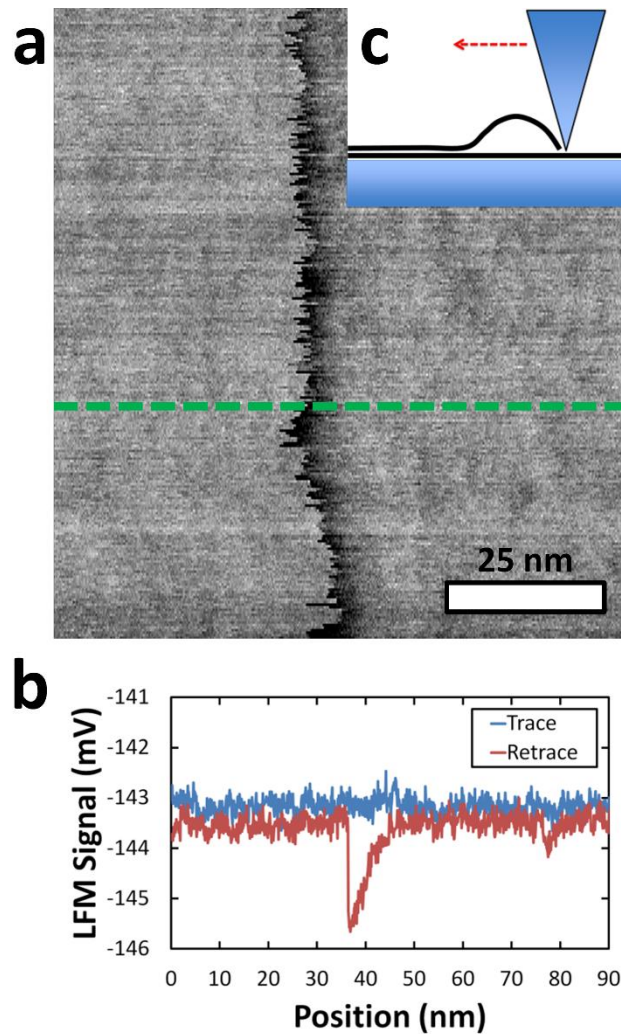 a
c
25 nm
b
-141
-142
-143
-144
-145
-146
LFM Signal (mV)
Trace
Retrace
0 10 20 30 40 50 60 70 80 90
Position (nm)